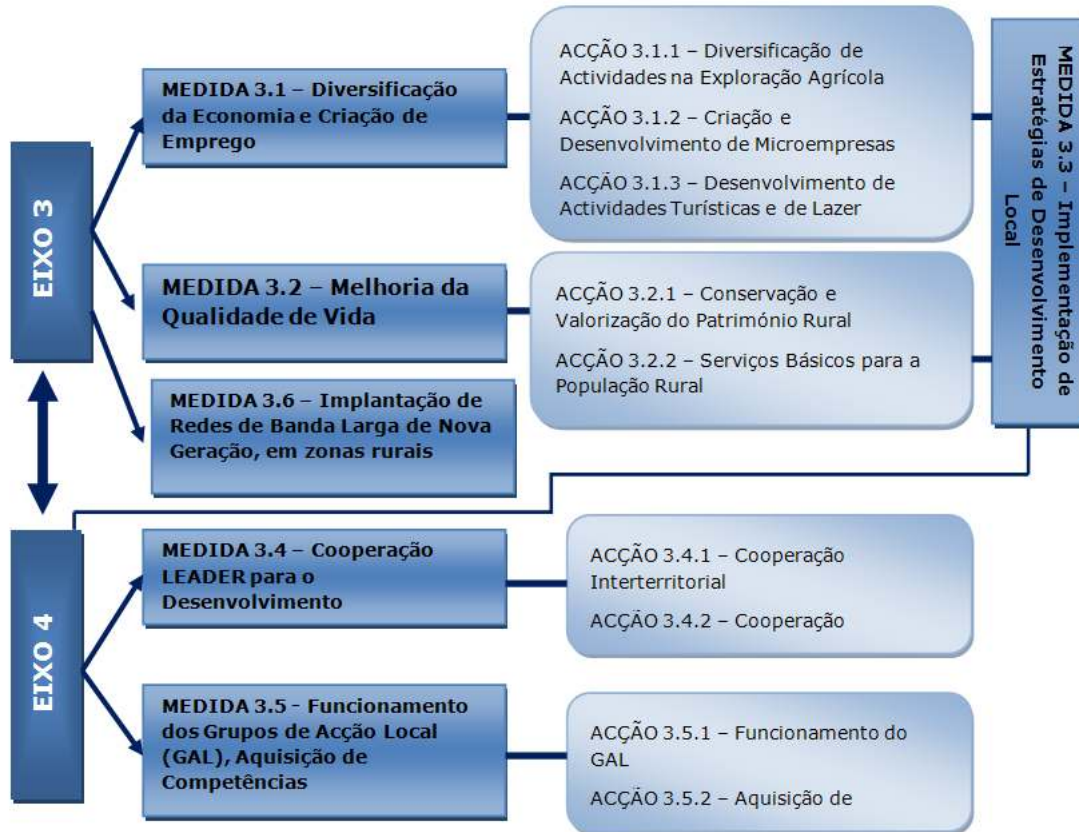 EIXO 3
MEDIDA 3.1 – Diversificação
da Economia e Criação de
Emprego
ACÇÃO 3.1.1 – Diversificação de
Actividades na Exploração Agrícola
ACÇÃO 3.1.2 – Criação e
Desenvolvimento de Microempresas
ACÇÃO 3.1.3 – Desenvolvimento de
Actividades Turísticas e de Lazer
MEDIDA 3.2 – Melhoria da
Qualidade de Vida
ACÇÃO 3.2.1 – Conservação e
Valorização do Património Rural
ACÇÃO 3.2.2 – Serviços Básicos para a
População Rural
MEDIDA 3.3 – Implementação de
Estratégias de Desenvolvimento
Local
MEDIDA 3.6 – Implantação de
Redes de Banda Larga de Nova
Geração, em zonas rurais
EIXO 4
MEDIDA 3.4 – Cooperação
LEADER para o
Desenvolvimento
ACÇÃO 3.4.1 – Cooperação
Interterritorial
ACÇÃO 3.4.2 – Cooperação
MEDIDA 3.5 - Funcionamento
dos Grupos de Acção Local
(GAL), Aquisição de
Competências
ACÇÃO 3.5.1 – Funcionamento do
GAL
ACÇÃO 3.5.2 – Aquisição de